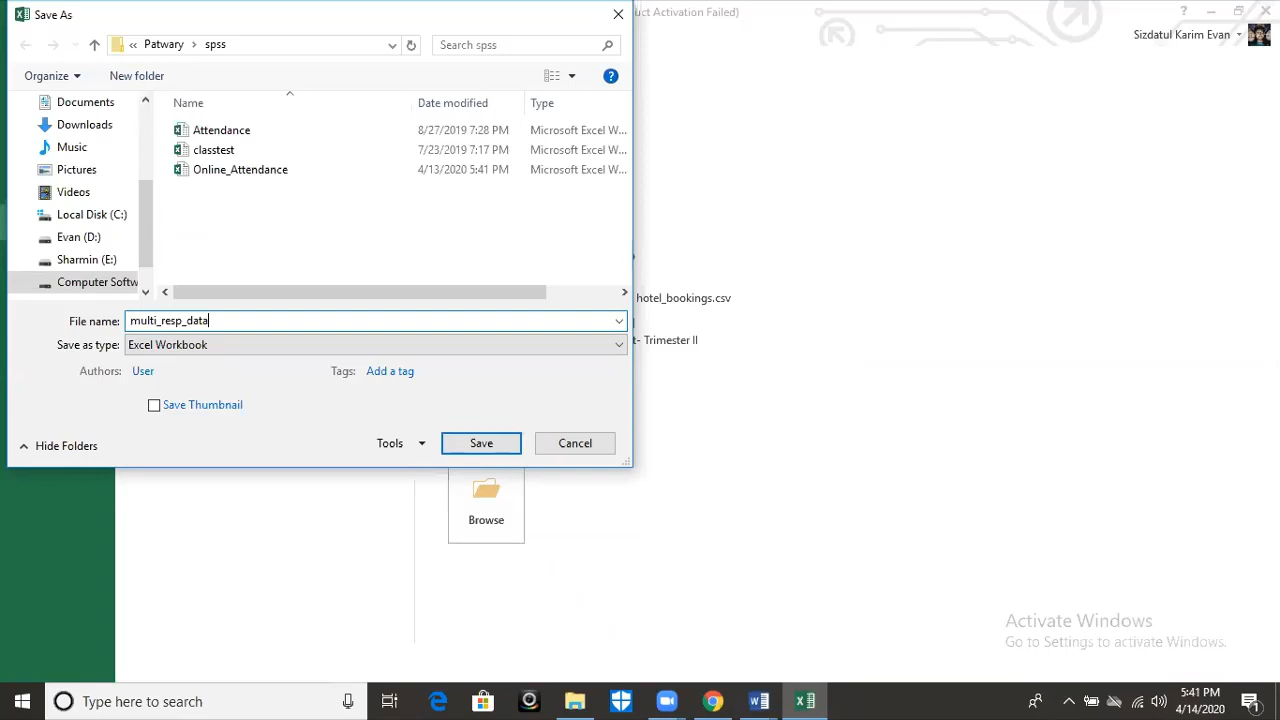 Save As
uct Activation Failed)
Patwary
spss
Search spss
Sizdatul Karim Evan
Organize
New folder
Documents
Downloads
Music
Pictures
Videos
Local Disk (C:)
Evan (D:)
Sharmin (E:)
Computer Softw
Name
Date modified
Type
Attendance 8/27/2019 7:28 PM Microsoft Excel W...
classtest 7/23/2019 7:17 PM Microsoft Excel W...
Online_Attendance 4/13/2020 5:41 PM Microsoft Excel W...
hotel_bookings.csv
t- Trimester II
File name: multi_resp_data
Save as type: Excel Workbook
Authors: User
Tags: Add a tag
Save Thumbnail
Hide Folders
Tools
Save
Cancel
Browse
Activate Windows
Go to Settings to activate Windows.
Type here to search
5:41 PM
4/14/2020
1